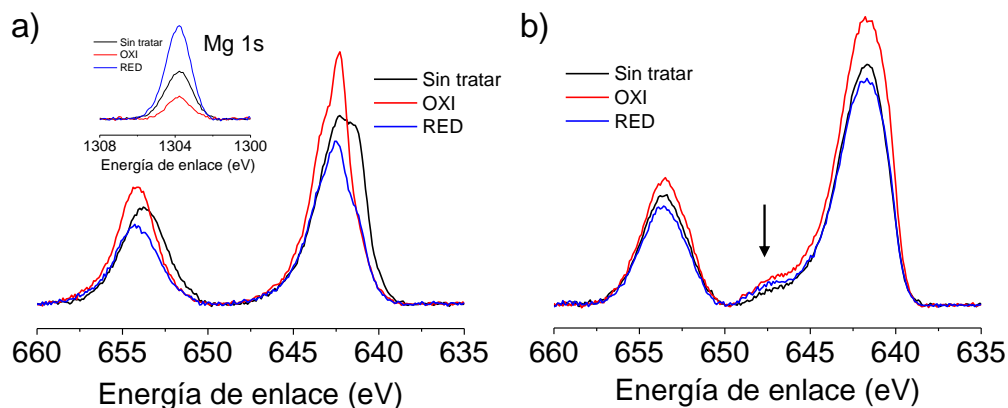 a)
Sin tratar
OXI
RED
Mg 1s
1308 1304 1300
Energía de enlace (eV)
Sin tratar
OXI
RED
660 655 650 645 640 635
Energía de enlace (eV)
b)
Sin tratar
OXI
RED
660 655 650 645 640 635
Energía de enlace (eV)